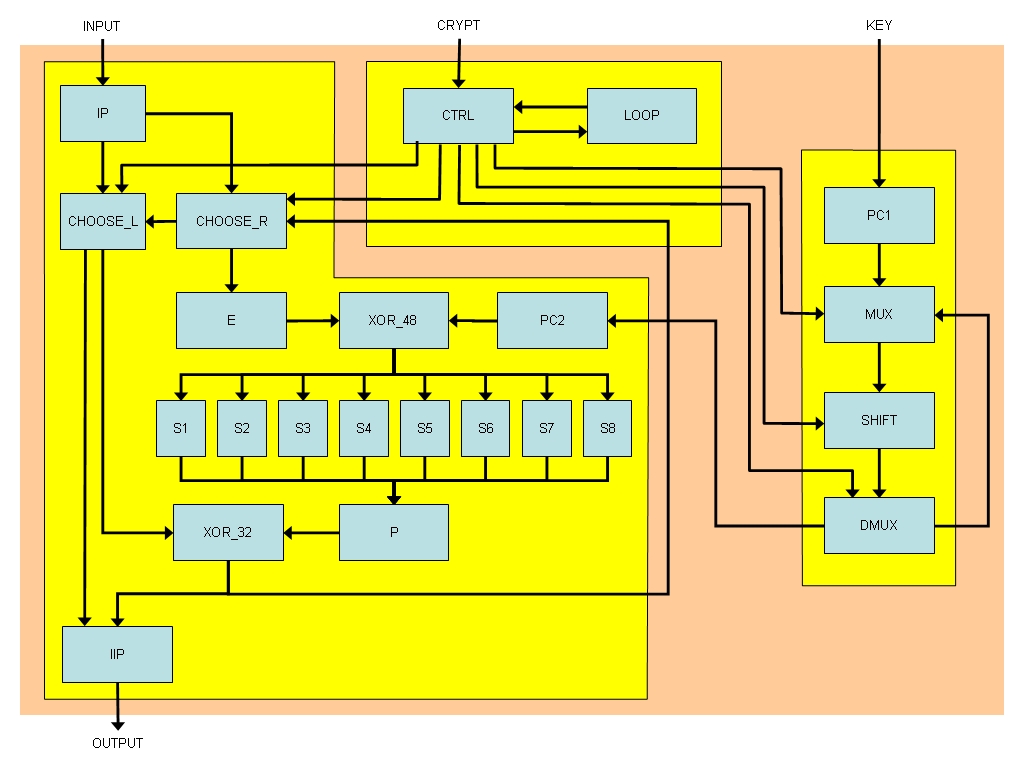 INPUT
CRYPT
KEY
IP
CTRL
LOOP
CHOOSE_L
CHOOSE_R
PC1
E
XOR_48
PC2
MUX
S1
S2
S3
S4
S5
S6
S7
S8
SHIFT
XOR_32
P
DMUX
IIP
OUTPUT